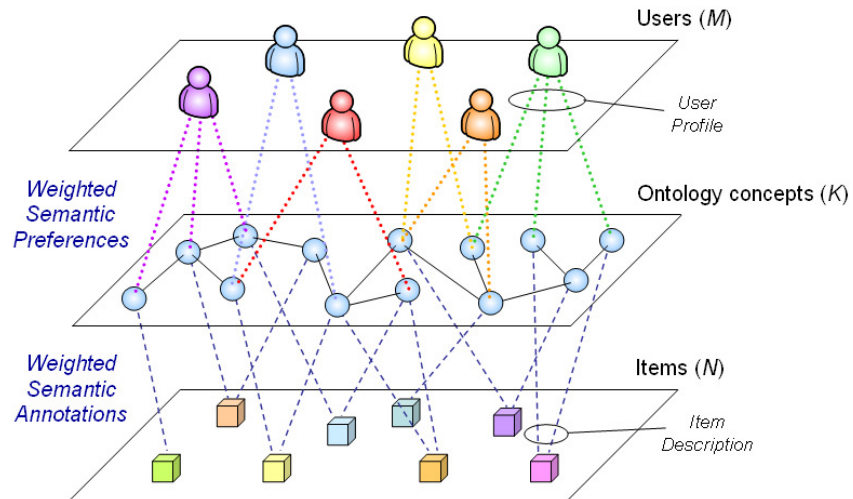 Users (M)
User
Profile
Weighted
Semantic
Preferences
Ontology concepts (K)
Weighted
Semantic
Annotations
Items (N)
Item
Description